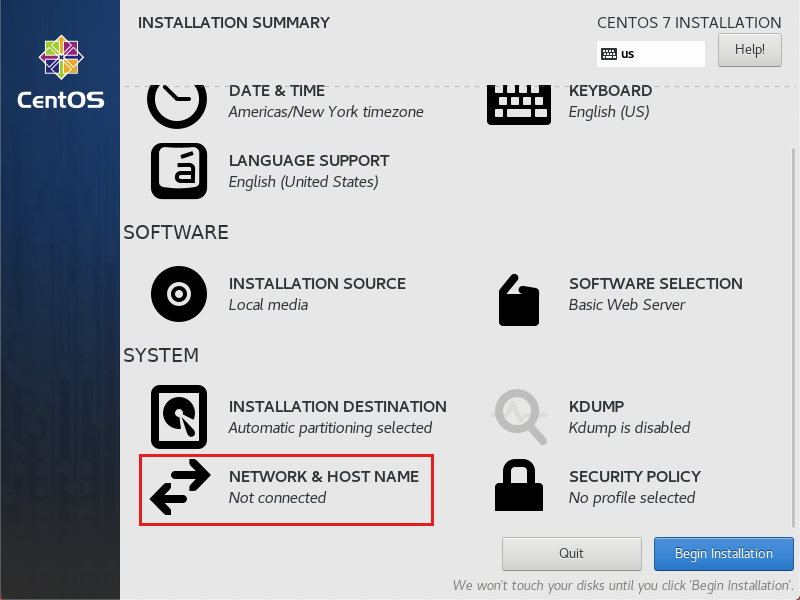 INSTALLATION SUMMARY
CENTOS 7 INSTALLATION
us
Help!
CentOS
DATE & TIME
Americas/New York timezone
KEYBOARD
English (US)
á
LANGUAGE SUPPORT
English (United States)
SOFTWARE
INSTALLATION SOURCE
Local media
SOFTWARE SELECTION
Basic Web Server
SYSTEM
INSTALLATION DESTINATION
Automatic partitioning selected
KDUMP
Kdump is disabled
NETWORK & HOST NAME
Not connected
SECURITY POLICY
No profile selected
Quit
Begin Installation
We won't touch your disks until you click 'Begin Installation'.